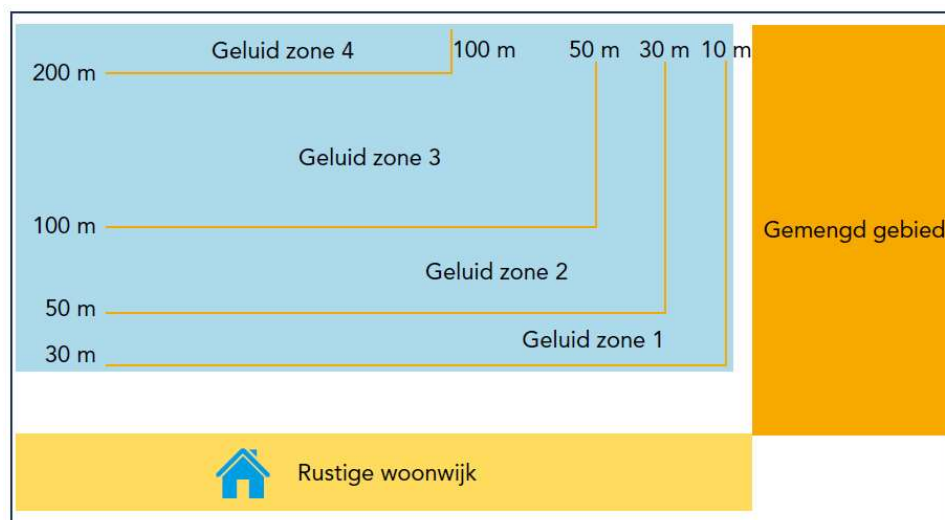 Geluid zone 4
100 m
50 m
30 m
10 m
200 m
Geluid zone 3
100 m
Gemengd gebied
Geluid zone 2
50 m
Geluid zone 1
30 m
Rustige woonwijk